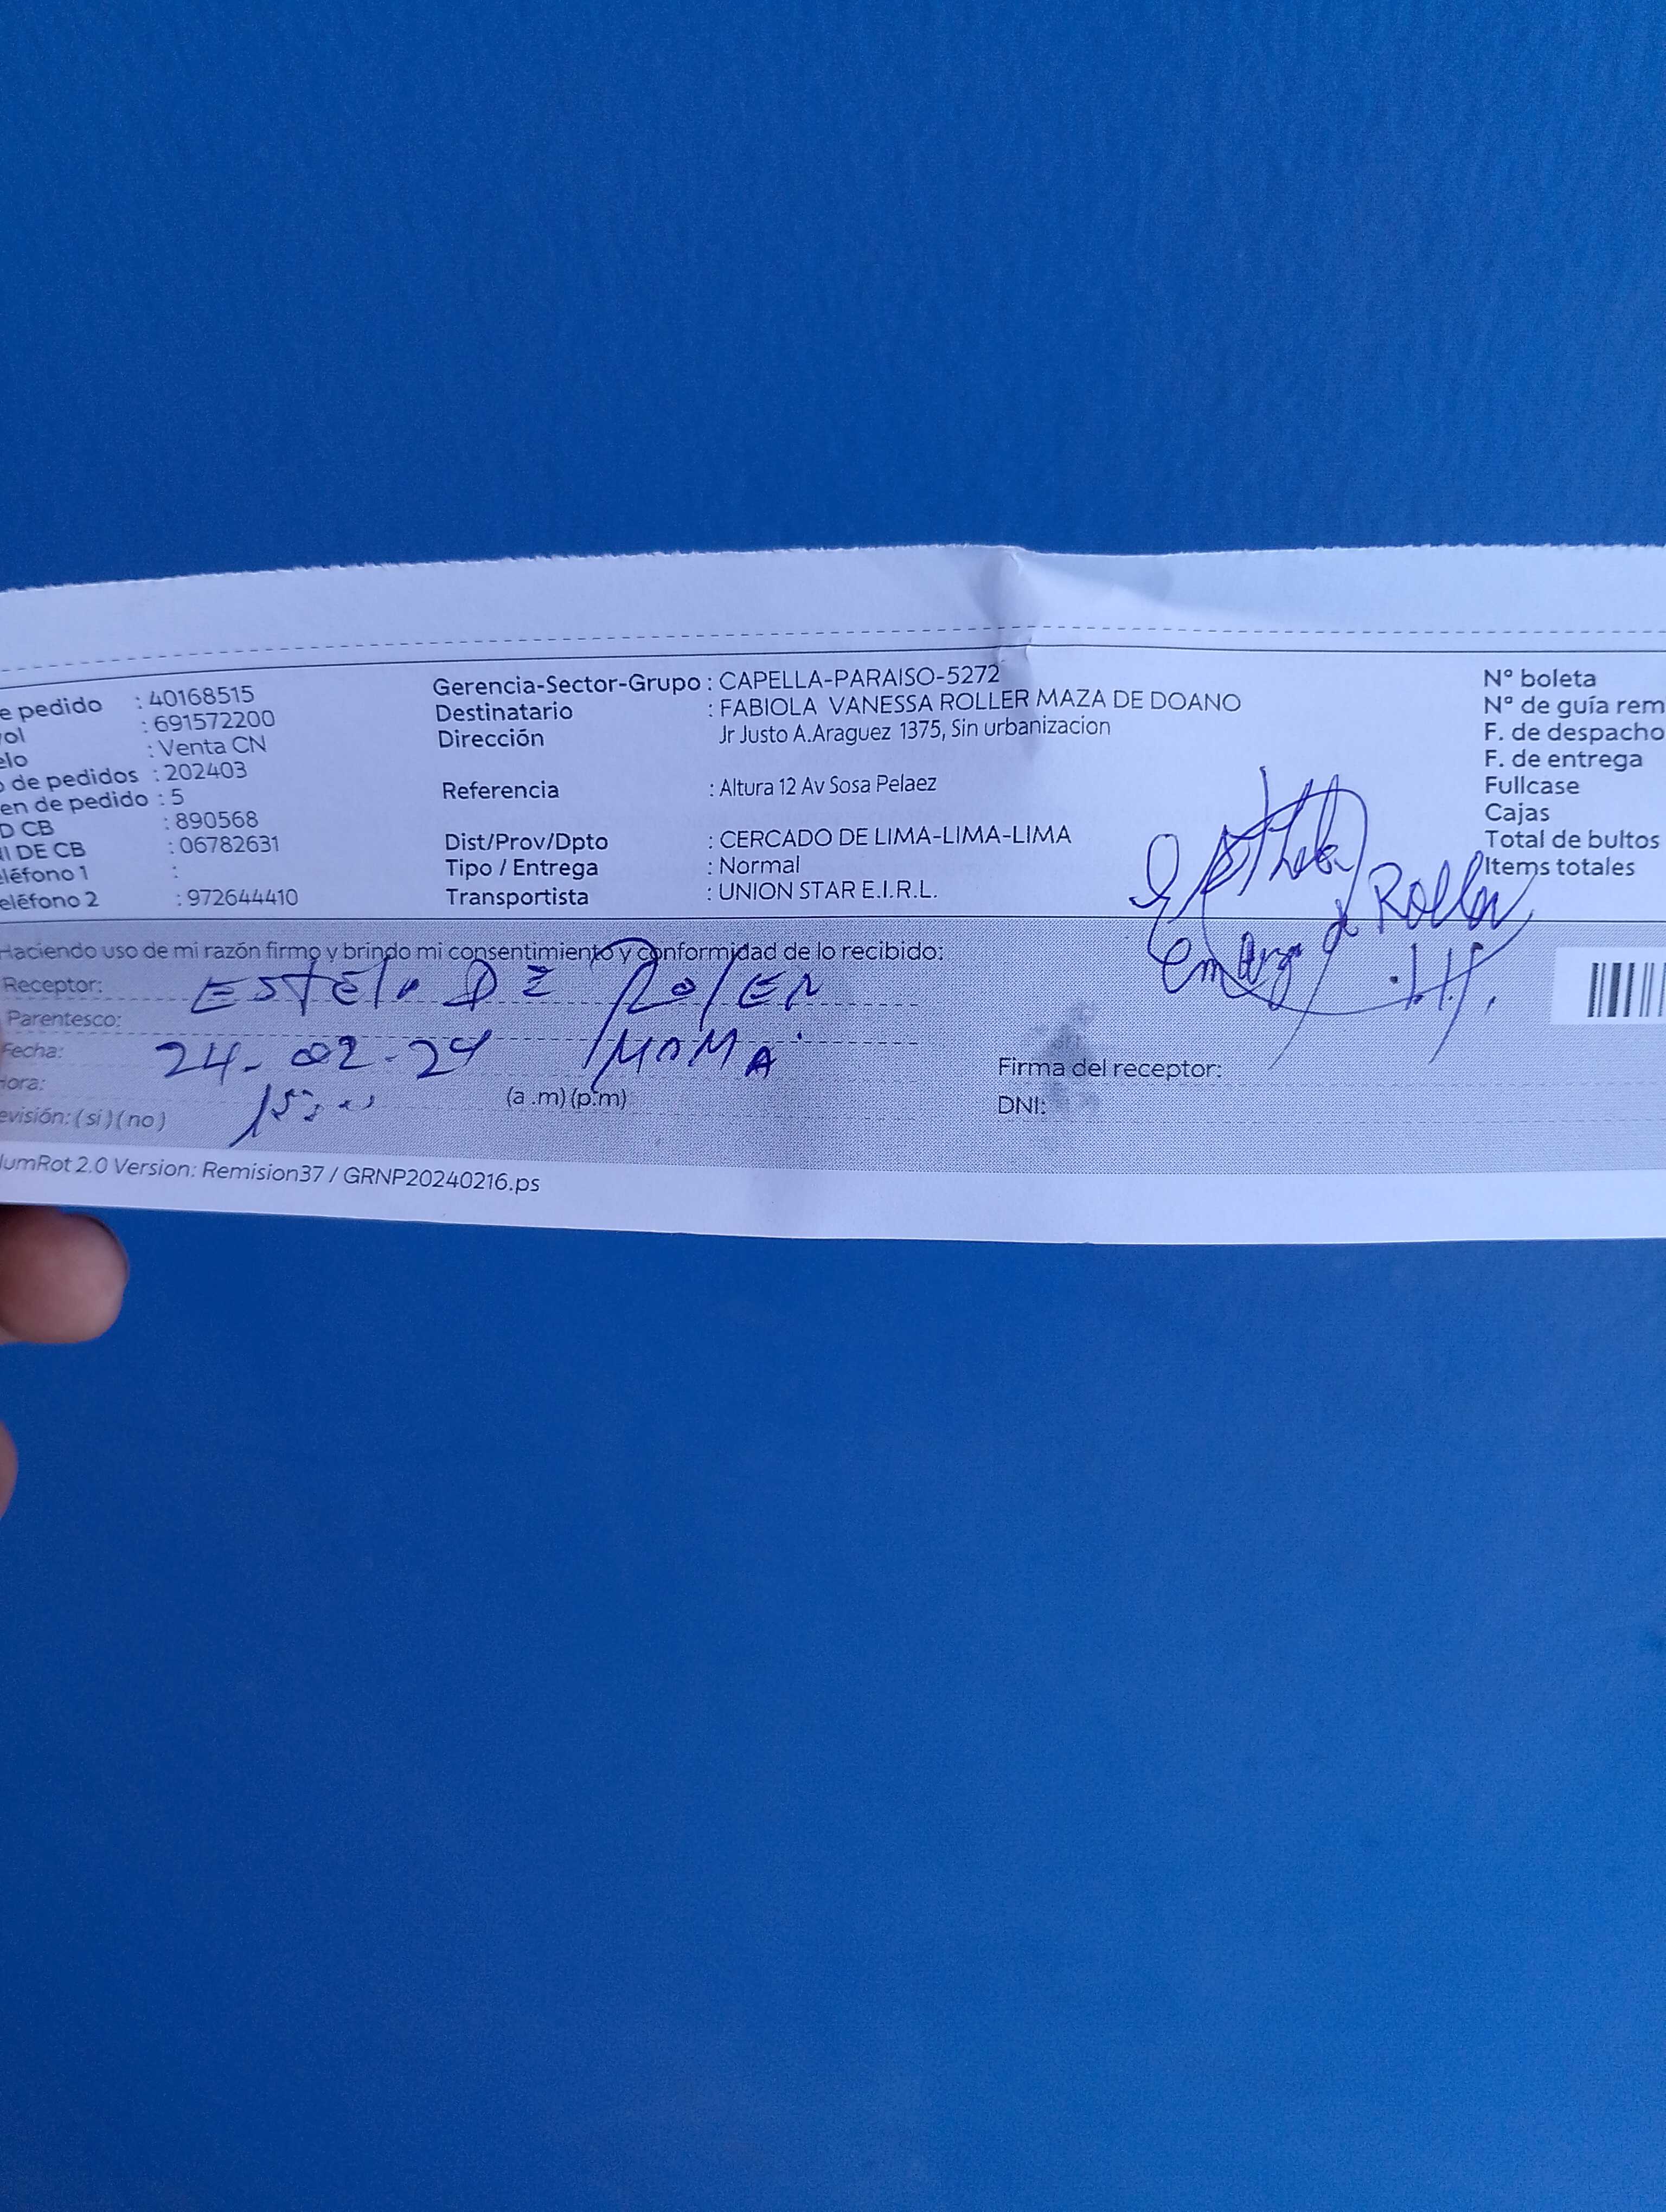 e pedido : 40168515
ol : 691572200
elo : Venta CN
o de pedidos : 202403
en de pedido : 5
D CB : 890568
II DE CB : 06782631
eléfono 1 :
eléfono 2 : 972644410
Gerencia-Sector-Grupo : CAPELLA-PARAISO-5272
Destinatario : FABIOLA VANESSA ROLLER MAZA DE DOANO
Dirección Jr Justo A.Araguez 1375, Sin urbanizacion
Referencia : Altura 12 Av Sosa Pelaez
Dist/Prov/Dpto : CERCADO DE LIMA-LIMA-LIMA
Tipo / Entrega : Normal
Transportista : UNION STAR E.I.R.L.
N° boleta
N° de guía rem
F. de despacho
F. de entrega
Fullcase
Cajas
Total de bultos
Items totales
Haciendo uso de mi razón firmo y brindo mi consentimiento y conformidad de lo recibido:
Receptor: ESTELA DE ROLER
Parentesco: MAMA
Fecha: 24-02-24
Hora: (a.m) (p.m)
evisión: (si) (no)
Roller
Firma del receptor:
DNI:
lumRot 2.0 Version: Remision37 / GRNP20240216.ps